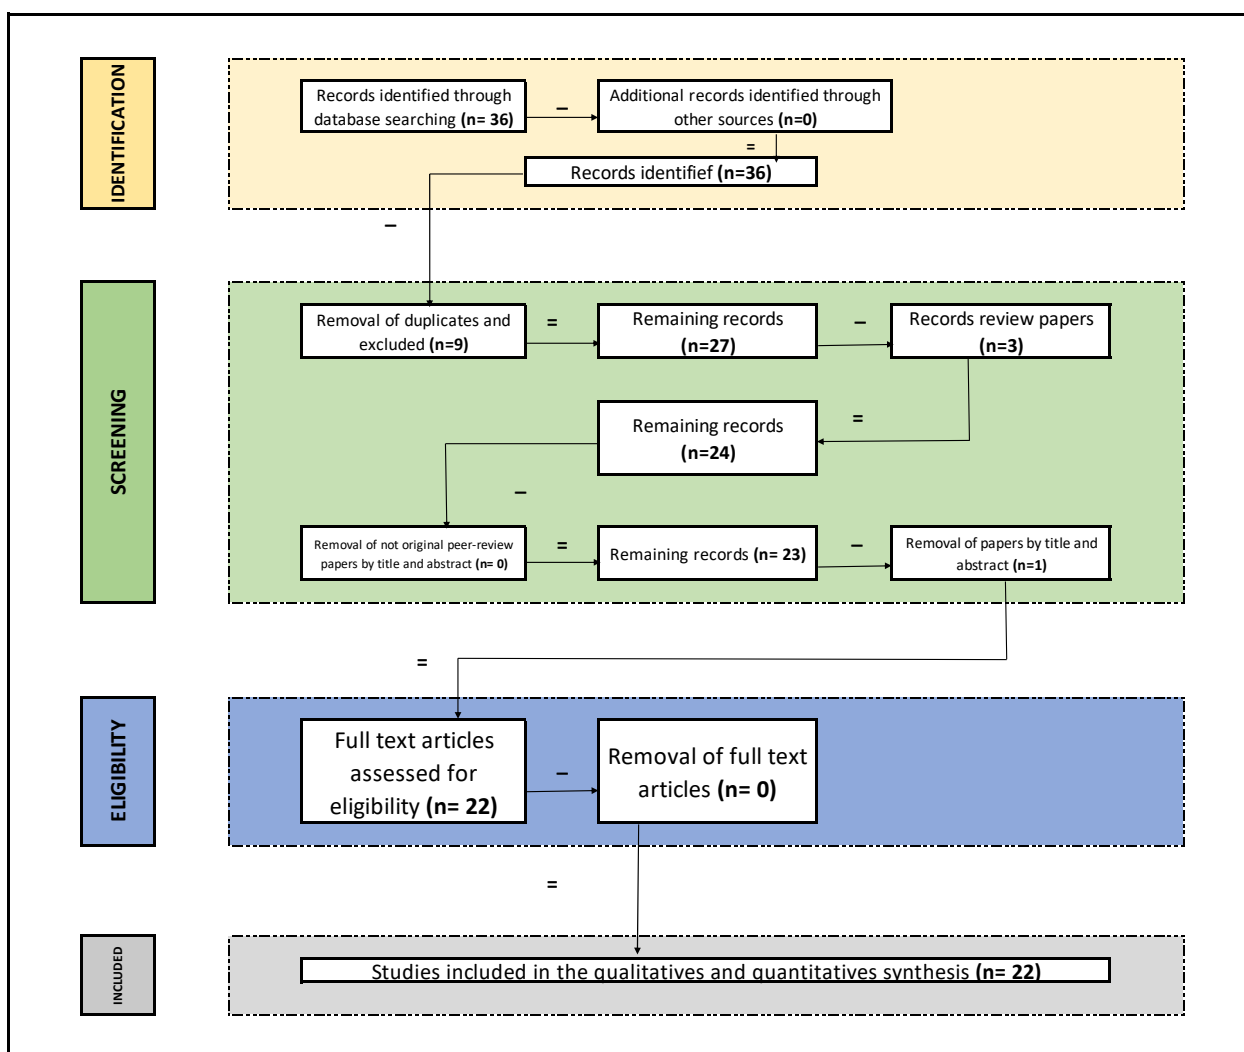 IDENTIFICATION
Records identified through
database searching (n= 36)
–
Additional records identified through
other sources (n=0)
=
Records identifief (n=36)
–
SCREENING
Removal of duplicates and
excluded (n=9)
=
Remaining records
(n=27)
–
Records review papers
(n=3)
=
Remaining records
(n=24)
–
Removal of not original peer-review
papers by title and abstract (n= 0)
=
Remaining records (n= 23)
–
Removal of papers by title and
abstract (n=1)
=
ELIGIBILITY
Full text articles
assessed for
eligibility (n= 22)
–
Removal of full text
articles (n= 0)
=
INCLUDED
Studies included in the qualitatives and quantitatives synthesis (n= 22)